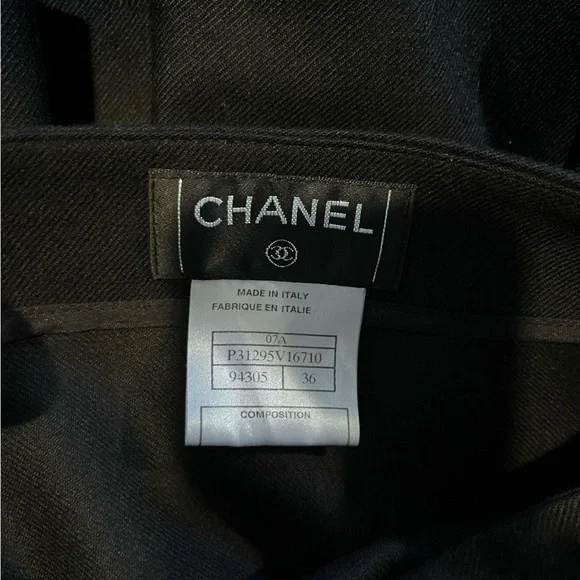 CHANEL
MADE IN ITALY
FABRIQUE EN ITALIE
07A
P31295V16710
94305 36
COMPOSITION